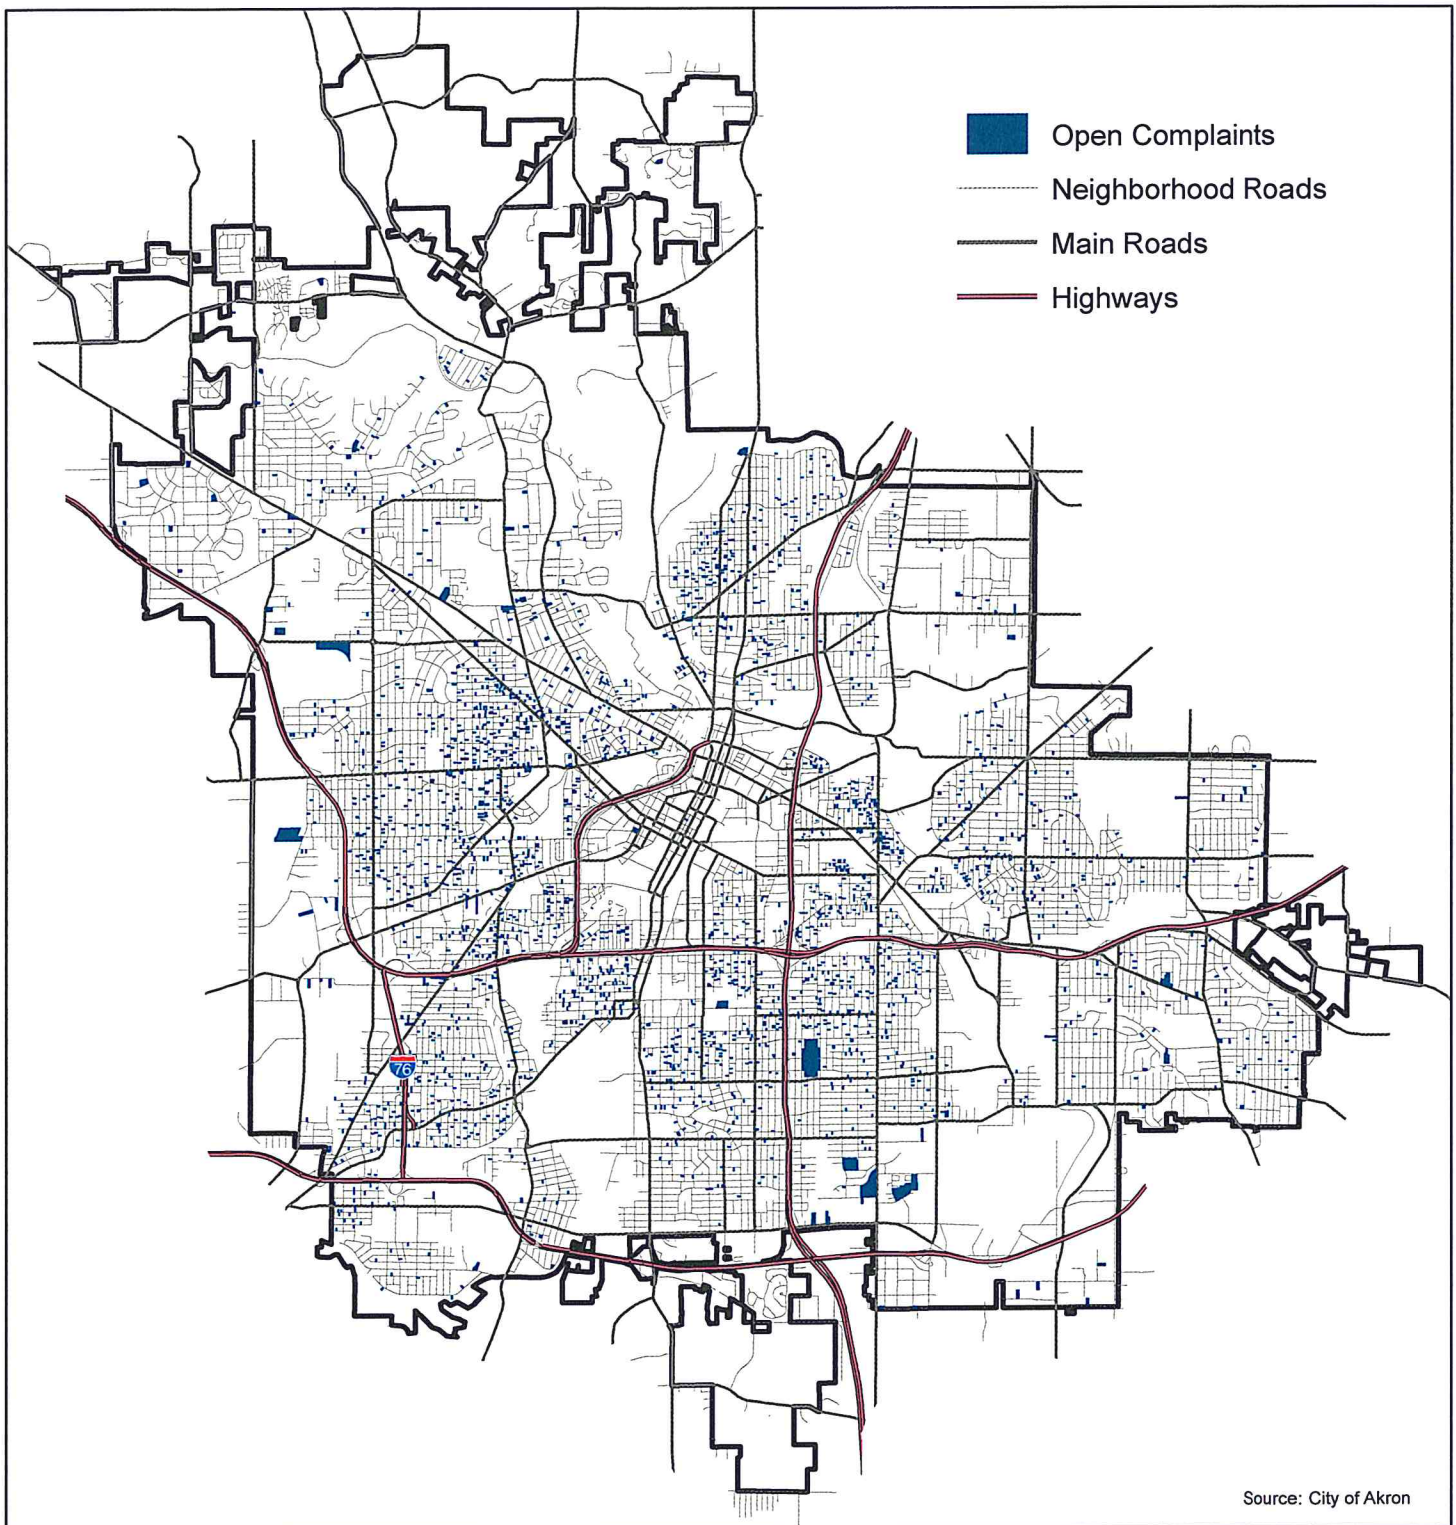 Open Complaints
Neighborhood Roads
Main Roads
Highways
76
Source: City of Akron